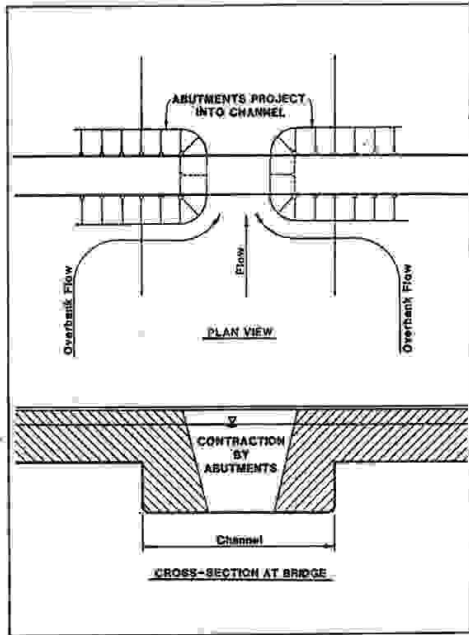 ABUTMENTS PROJECT
INTO CHANNEL
Overbank Flow
Flow
Overbank Flow
PLAN VIEW
CONTRACTION
BY
ABUTMENTS
Channel
CROSS-SECTION AT BRIDGE